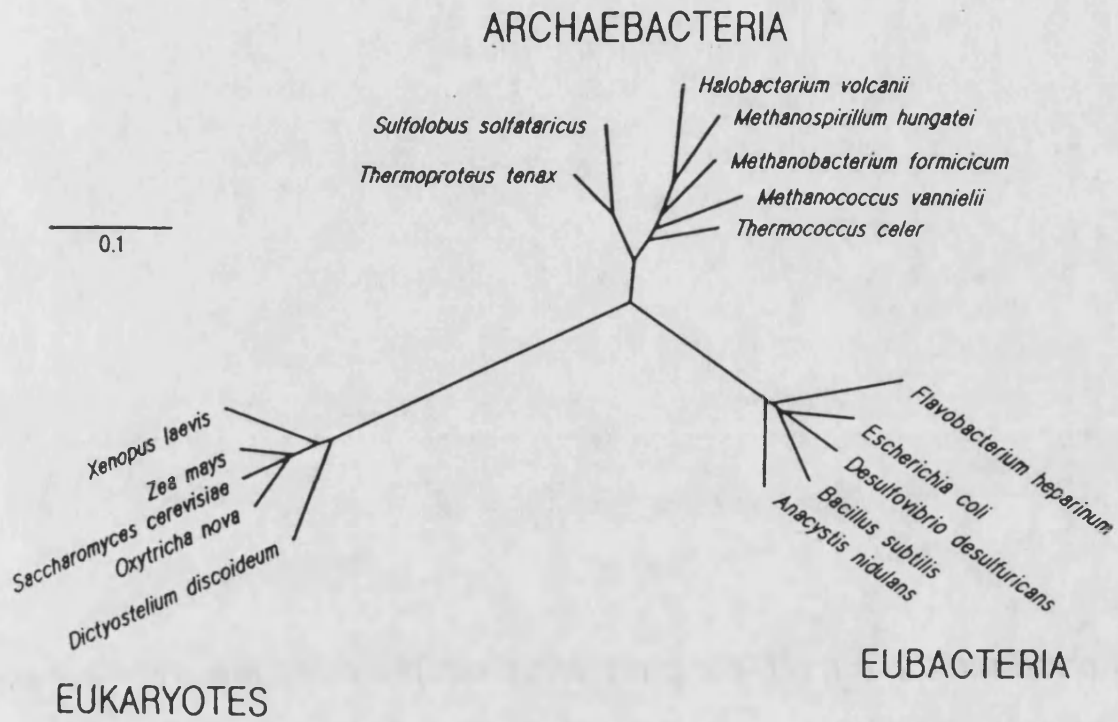 ARCHAEBACTERIA
Halobacterium volcanii
Sulfolobus solfataricus
Methanospirillum hungatei
Thermoproteus tenax
Methanobacterium formicicum
Methanococcus vannielii
Thermococcus celer
0.1
Xenopus laevis
Zea mays
Saccharomyces cerevisiae
Oxytricha nova
Dictyostelium discoideum
EUKARYOTES
Flavobacterium heparinum
Escherichia coli
Desulfovibrio desulfuricans
Bacillus subtilis
Anacystis nidulans
EUBACTERIA